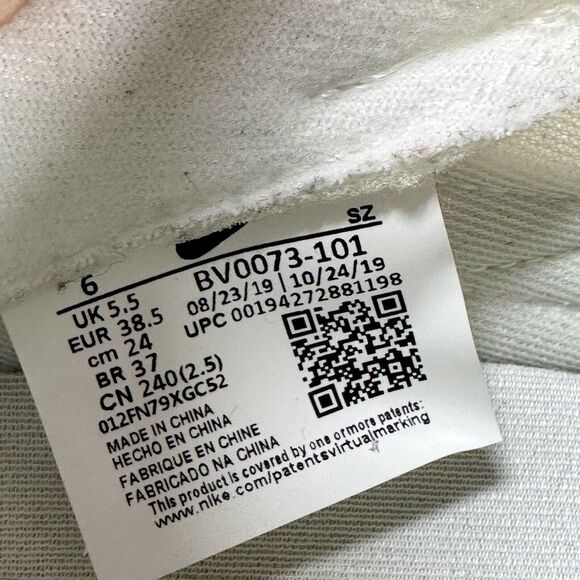 SZ
6
BV0073-101
UK 5.5
08/23/19 | 10/24/19
EUR 38.5
UPC 00194272881198
cm 24
BR 37
CN 240(2.5)
012FN79XGC52
MADE IN CHINA
HECHO EN CHINA
FABRIQUE EN CHINE
FABRICADO NA CHINA
This product is covered by one or more patents:
www.nike.com/patentsvirtualmarking